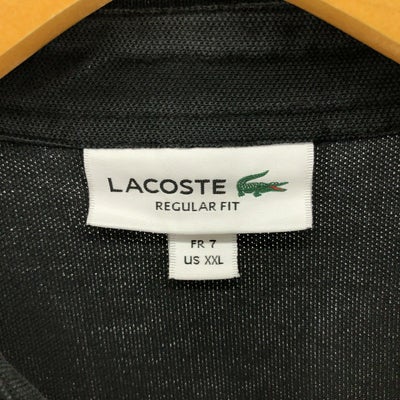 LACOSTE
REGULAR FIT
FR 7
US XXL